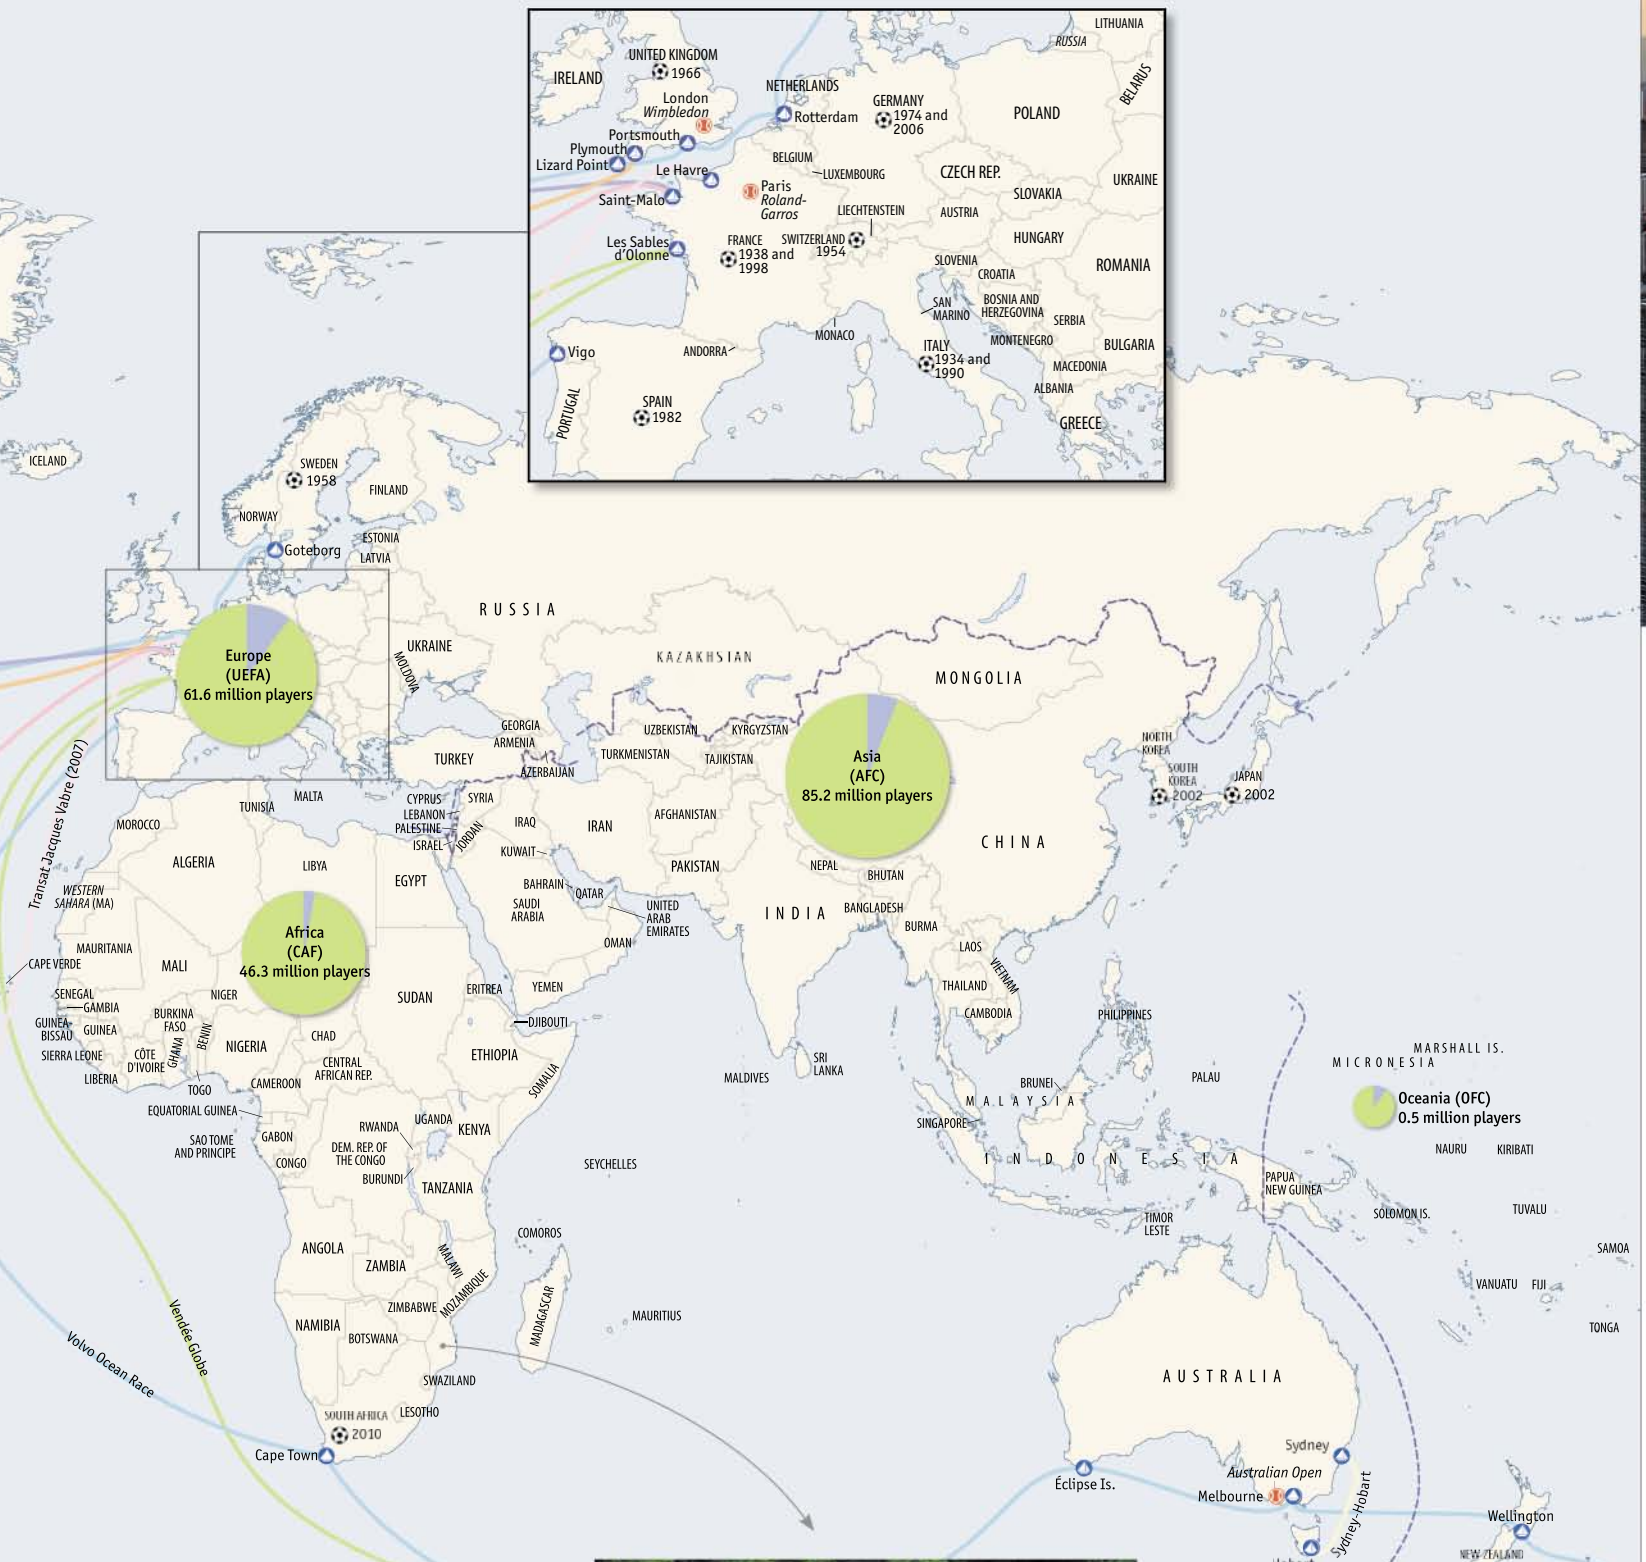 LITHUANIA
RUSSIA
BELARUS
UNITED KINGDOM
1966
IRELAND
London
Wimbledon
NETHERLANDS
Rotterdam
GERMANY
1974 and
2006
POLAND
Portsmouth
Plymouth
Lizard Point
Le Havre
BELGIUM
LUXEMBOURG
CZECH REP.
SLOVAKIA
UKRAINE
Saint-Malo
Paris
Roland-
Garros
LIECHTENSTEIN
AUSTRIA
Les Sables
d'Olonne
FRANCE
1938 and
1998
SWITZERLAND
1954
HUNGARY
ROMANIA
SLOVENIA
CROATIA
SAN
MARINO
BOSNIA AND
HERZEGOVINA
SERBIA
MONACO
MONTENEGRO
BULGARIA
Vigo
ANDORRA
ITALY
1934 and
1990
MACEDONIA
ALBANIA
PORTUGAL
SPAIN
1982
GREECE
ICELAND
SWEDEN
1958
FINLAND
NORWAY
Goteborg
ESTONIA
LATVIA
RUSSIA
Europe
(UEFA)
61.6 million players
UKRAINE
MOLDOVA
KAZAKHSIAN
MONGOLIA
GEORGIA
ARMENIA
AZERBAIJAN
TURKEY
UZBEKISTAN
KYRGYZSTAN
TURKMENISTAN
TAJIKISTAN
Asia
(AFC)
85.2 million players
NORTH
KOREA
SOUTH
KOREA
2002
JAPAN
2002
Transat Jacques Vabre (2007)
MALTA
TUNISIA
MOROCCO
CYPRUS
LEBANON
PALESTINE
ISRAEL
SYRIA
JORDAN
IRAQ
IRAN
KUWAIT
AFGHANISTAN
PAKISTAN
CHINA
NEPAL
BHUTAN
ALGERIA
LIBYA
EGYPT
BAHRAIN
QATAR
SAUDI
ARABIA
UNITED
ARAB
EMIRATES
OMAN
INDIA
BANGLADESH
BURMA
WESTERN
SAHARA (MA)
Africa
(CAF)
46.3 million players
MAURITANIA
MALI
CAPE VERDE
NIGER
SUDAN
ERITREA
YEMEN
LAOS
VIETNAM
THAILAND
CAMBODIA
PHILIPPINES
SENEGAL
GAMBIA
GUINEA-
BISSAU
GUINEA
BURKINA
FASO
BENIN
GHANA
CÔTE
D'IVOIRE
SIERRA LEONE
LIBERIA
TOGO
NIGERIA
CHAD
CENTRAL
AFRICAN REP.
CAMEROON
DJIBOUTI
ETHIOPIA
SOMALIA
SRI
LANKA
MALDIVES
BRUNEI
MALAYSIA
SINGAPORE
PALAU
MARSHALL IS.
MICRONESIA
Oceania (OFC)
0.5 million players
EQUATORIAL GUINEA
SAO TOME
AND PRINCIPE
GABON
CONGO
RWANDA
DEM. REP. OF
THE CONGO
BURUNDI
UGANDA
KENYA
TANZANIA
SEYCHELLES
INDONESIA
PAPUA
NEW GUINEA
NAURU
KIRIBATI
SOLOMON IS.
TUVALU
TIMOR
LESTE
SAMOA
COMOROS
ANGOLA
ZAMBIA
MALAWI
MOZAMBIQUE
ZIMBABWE
MADAGASCAR
MAURITIUS
NAMIBIA
BOTSWANA
VANUATU
FIJI
TONGA
Vendée Globe
Volvo Ocean Race
SWAZILAND
SOUTH AFRICA
2010
LESOTHO
Cape Town
AUSTRALIA
Sydney
Australian Open
Melbourne
Éclipse Is.
Sydney-Hobart
Wellington
NEW ZEALAND